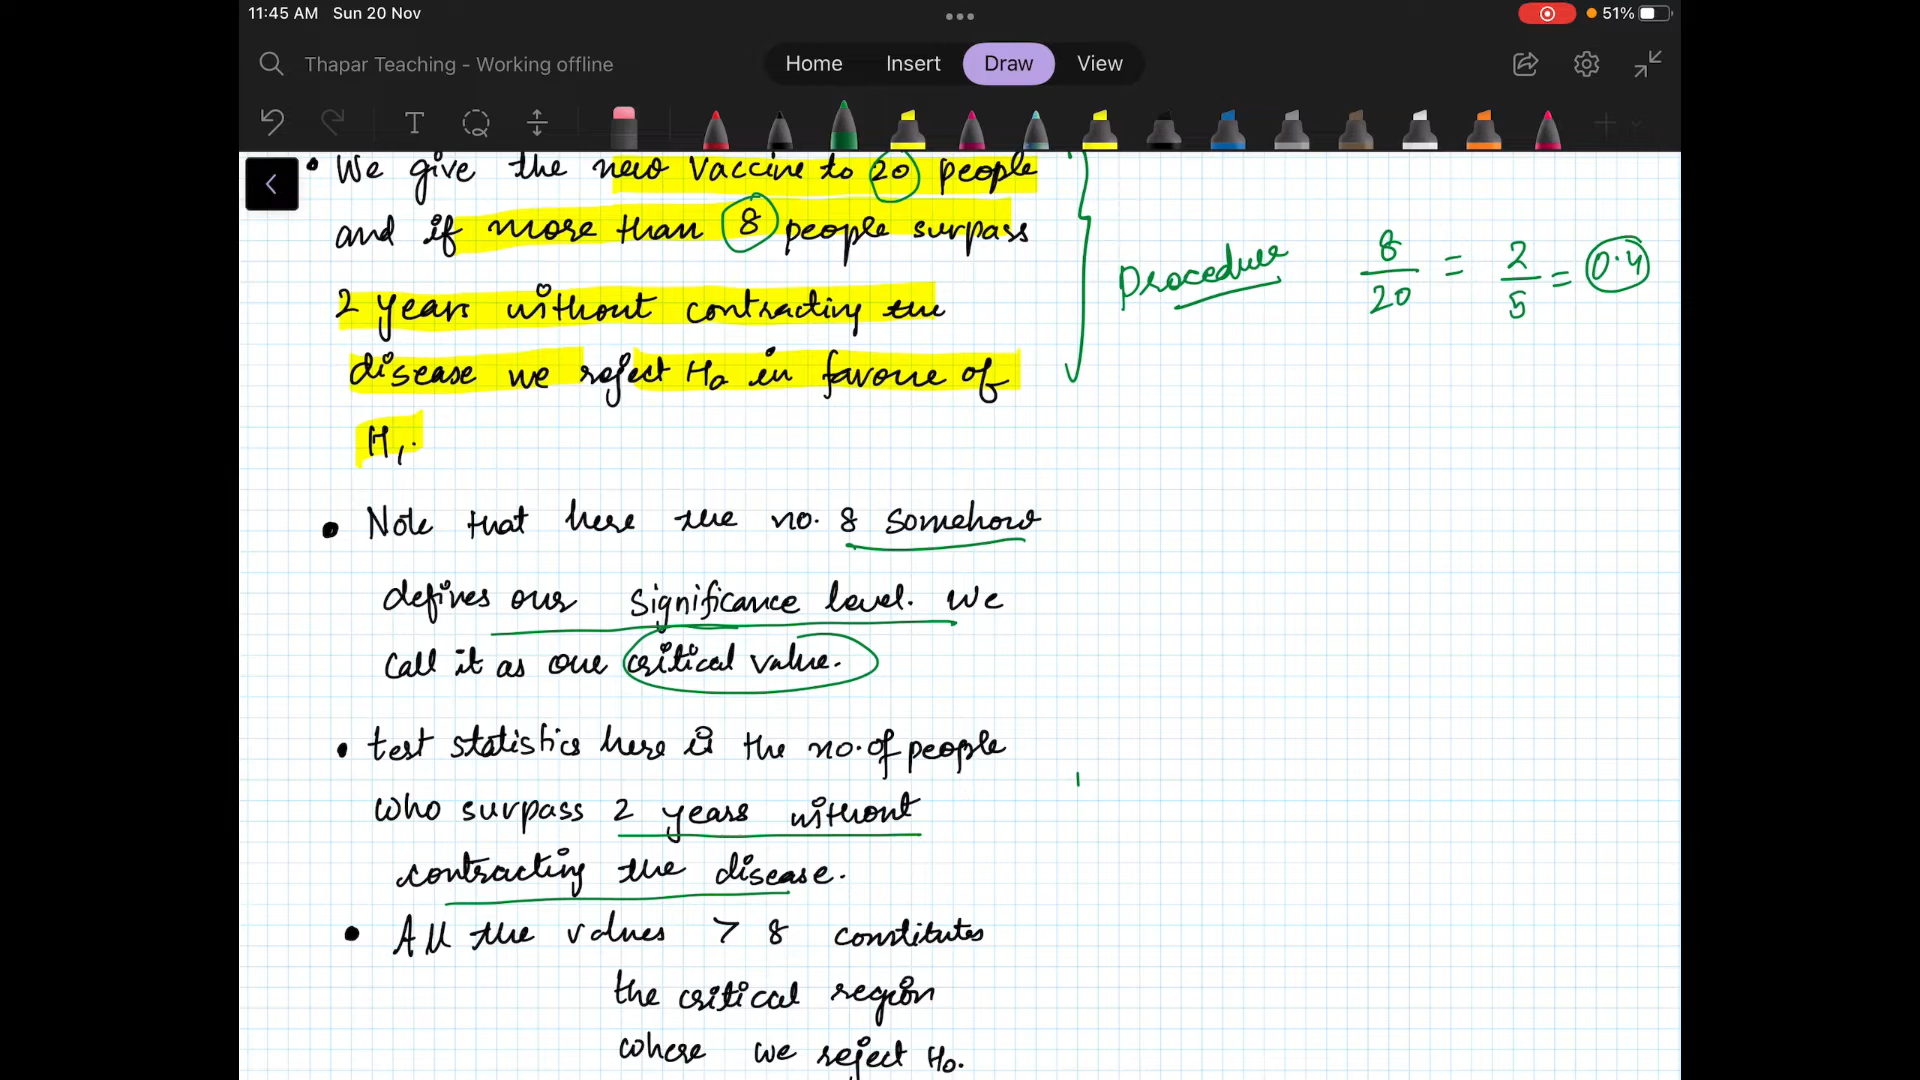 11:45 AM Sun 20 Nov
51%
Thapar Teaching - Working offline
Home Insert Draw View
• We give the new vaccine to 20 people
and if more than 8 people surpass
2 years without contracting the
disease we reject H0 in favour of
H1.
Procedure 8/20 = 2/5 = 0.4
• Note that here the no. 8 somehow
defines our significance level. We
call it as our critical value.
• test statistics here is the no. of people
who surpass 2 years without
contracting the disease.
• All the values > 8 constitutes
the critical region
where we reject H0.